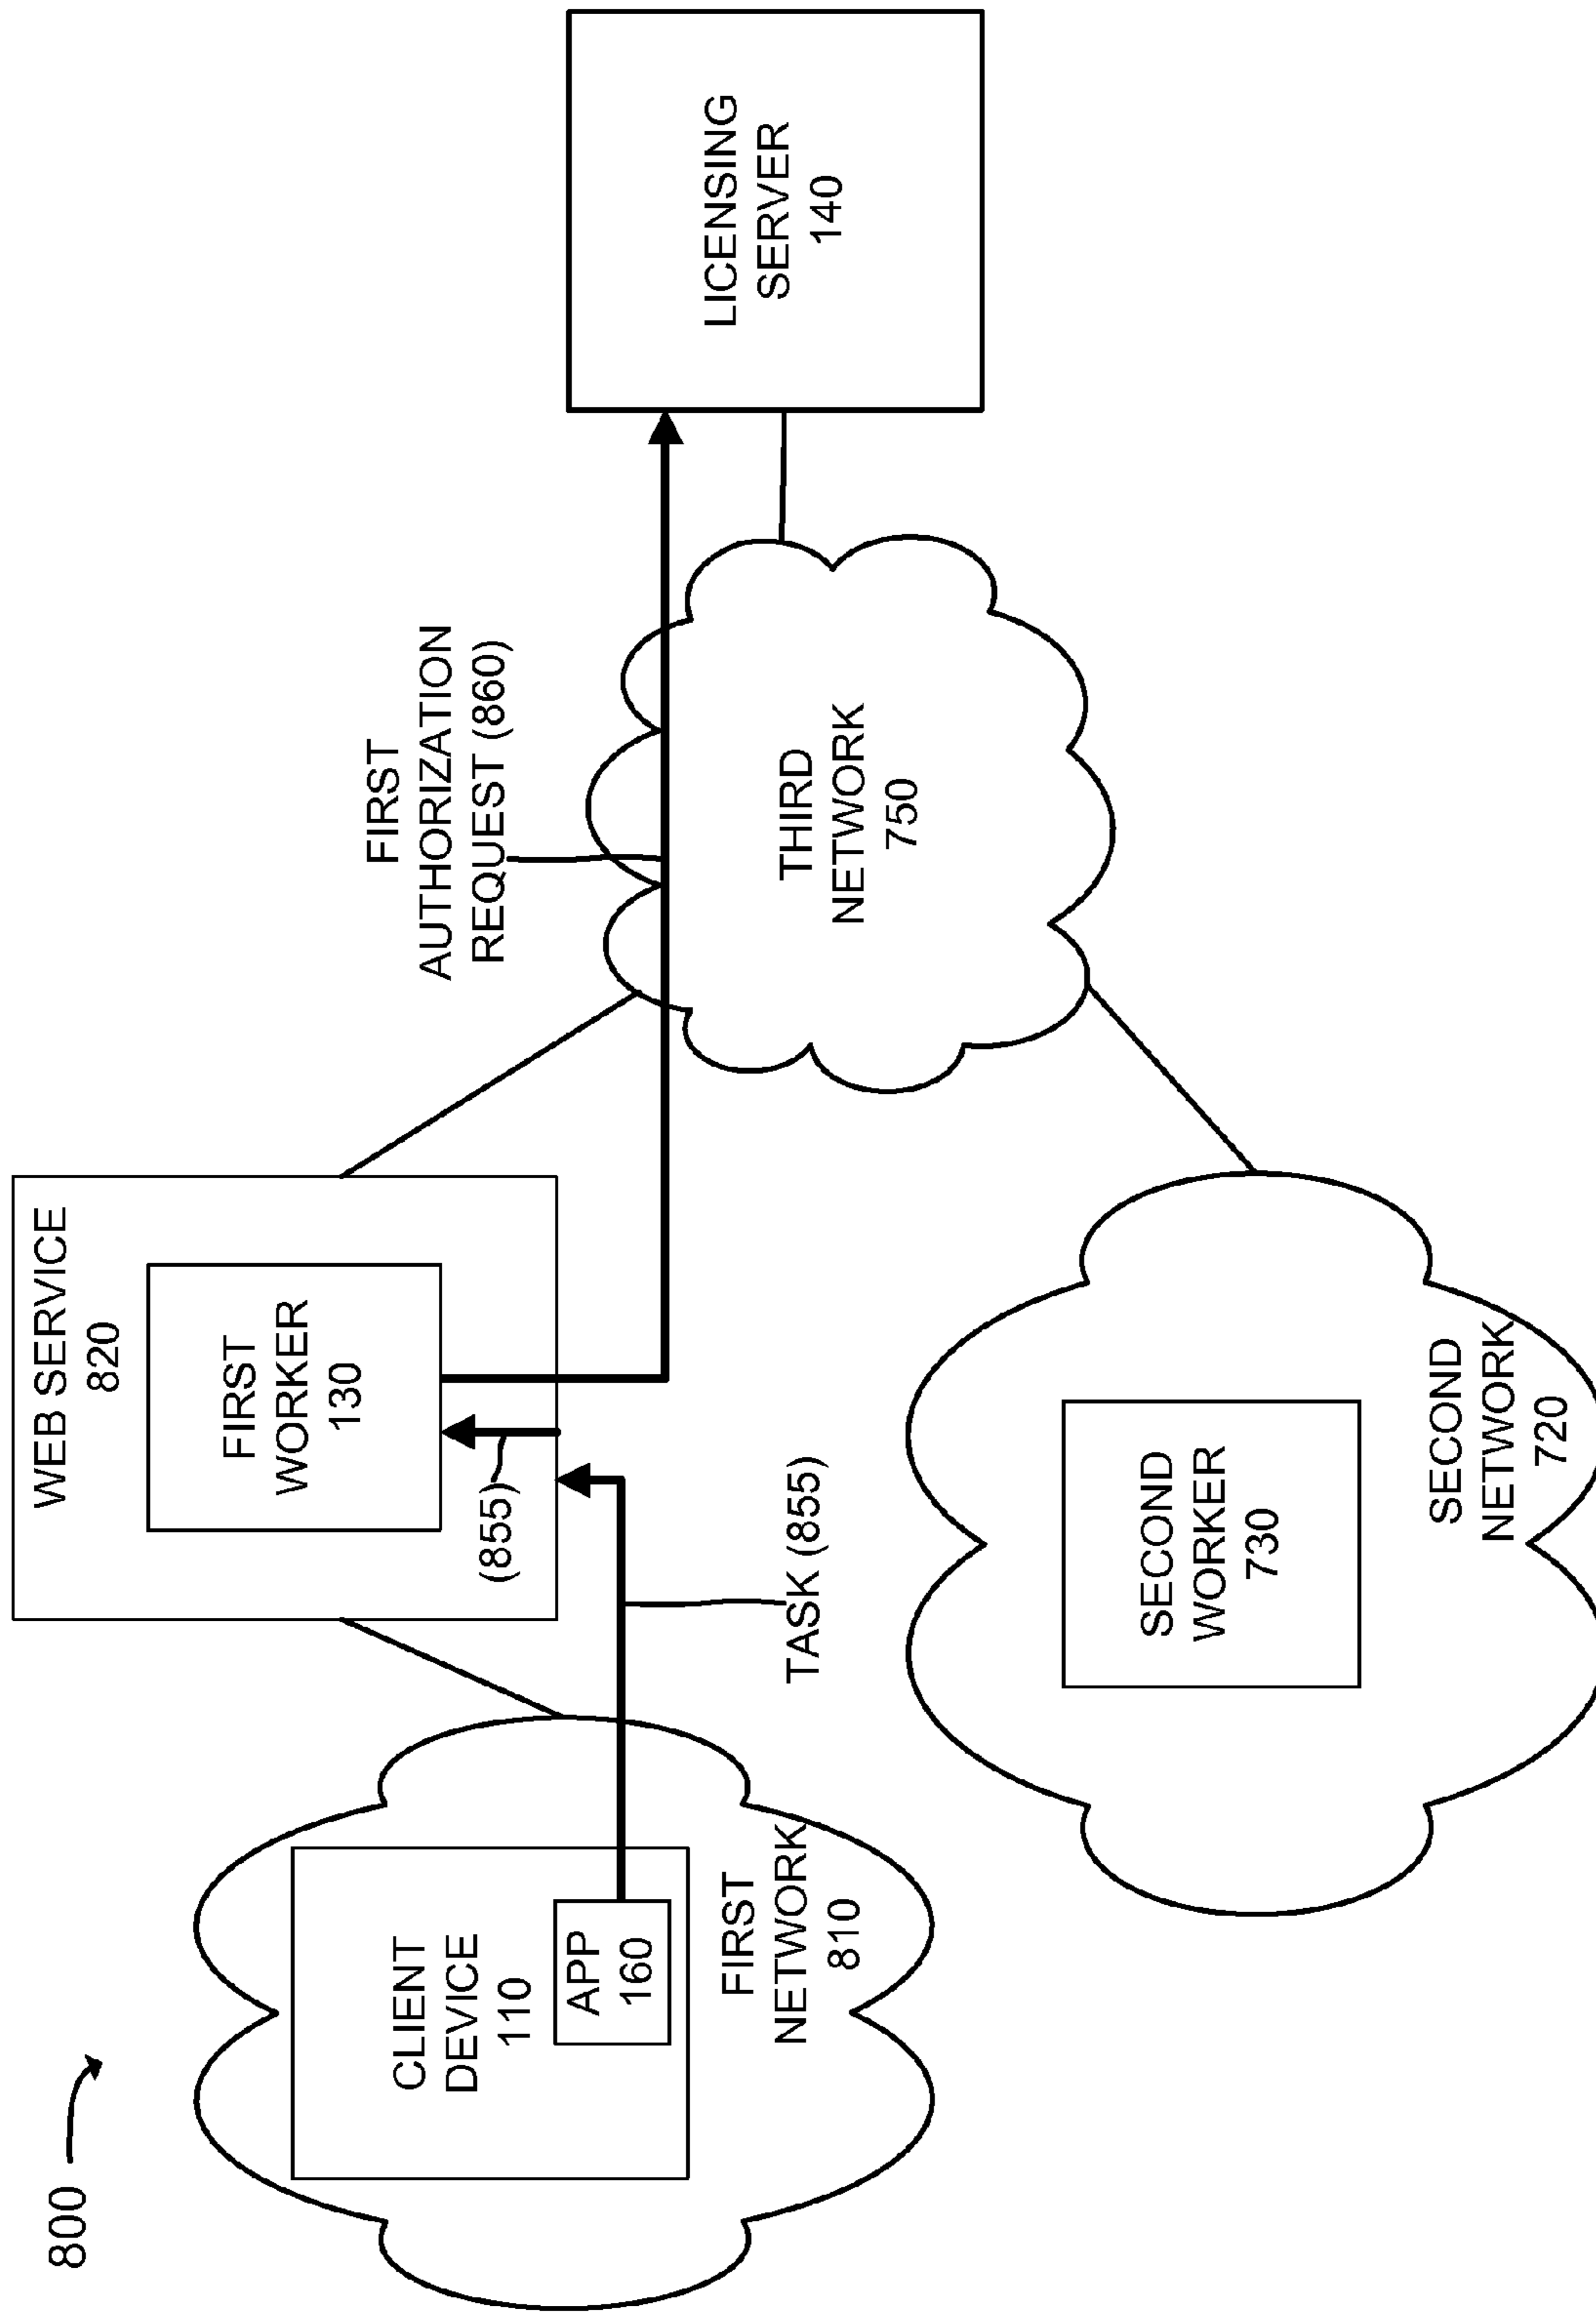 800
CLIENT
DEVICE
110
APP
160
FIRST
NETWORK
810
WEB SERVICE
820
FIRST
WORKER
130
(855)
TASK (855)
SECOND
WORKER
730
SECOND
NETWORK
720
FIRST
AUTHORIZATION
REQUEST (860)
THIRD
NETWORK
750
LICENSING
SERVER
140